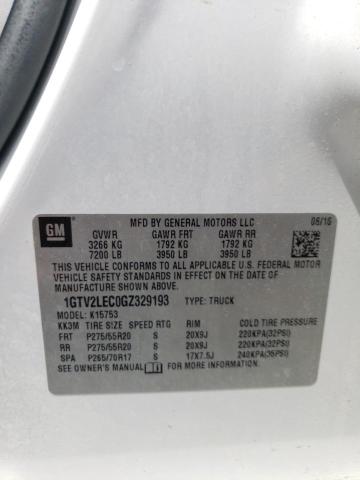 GM
MFD BY GENERAL MOTORS LLC 06/16
GVWR GAWR FRT GAWR RR
3266 KG 1792 KG 1792 KG
7200 LB 3950 LB 3950 LB
THIS VEHICLE CONFORMS TO ALL APPLICABLE U.S. FEDERAL MOTOR
VEHICLE SAFETY STANDARDS IN EFFECT ON THE DATE OF
MANUFACTURE SHOWN ABOVE.
1GTV2LEC0GZ329193 TYPE: TRUCK
MODEL: K15753
KK3M TIRE SIZE SPEED RTG RIM COLD TIRE PRESSURE
FRT P275/55R20 S 20X9J 220KPA(32PSI)
RR P275/55R20 S 20X9J 220KPA(32PSI)
SPA P265/70R17 S 17X7.5J 240KPA(35PSI)
SEE OWNER'S MANUAL FOR ADDITIONAL INFORMATION.